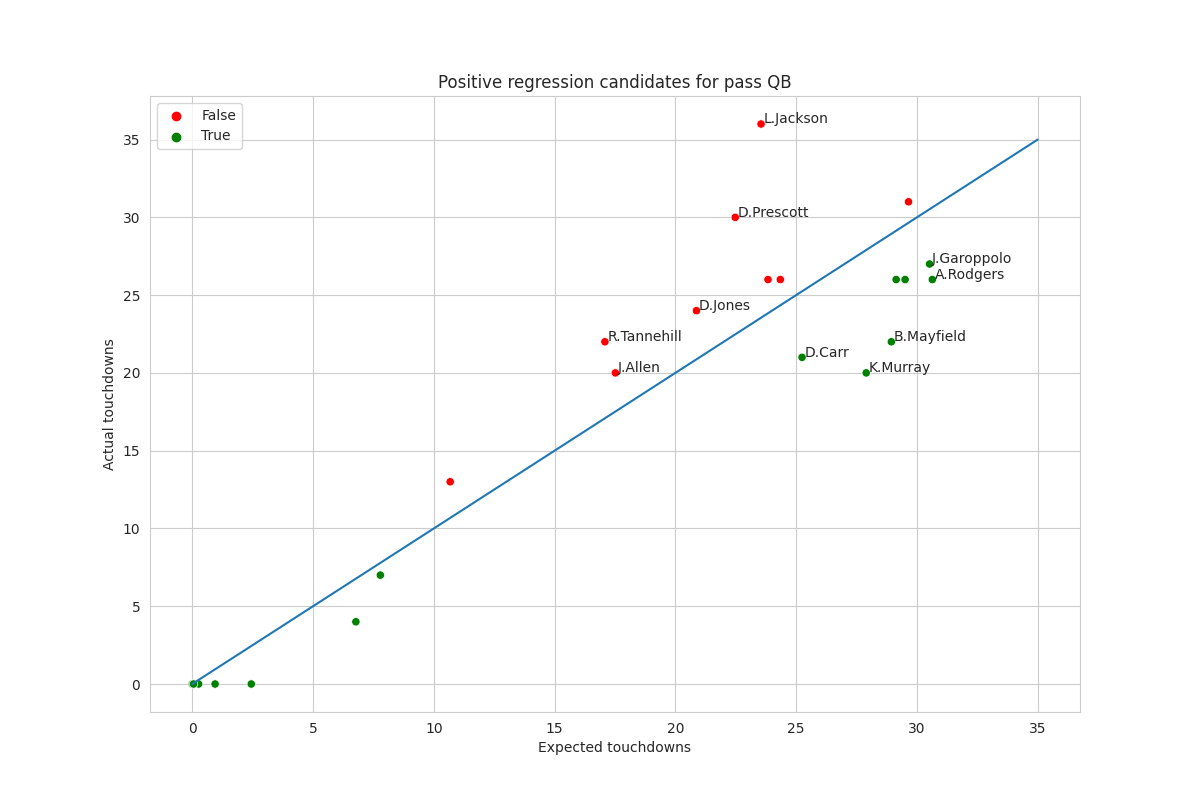 Positive regression candidates for pass QB
False
True
L.Jackson
D.Prescott
J.Garoppolo
A.Rodgers
D.Jones
R.Tannehill
B.Mayfield
D.Carr
J.Allen
K.Murray
35
30
25
20
15
10
5
0
Actual touchdowns
0 5 10 15 20 25 30 35
Expected touchdowns